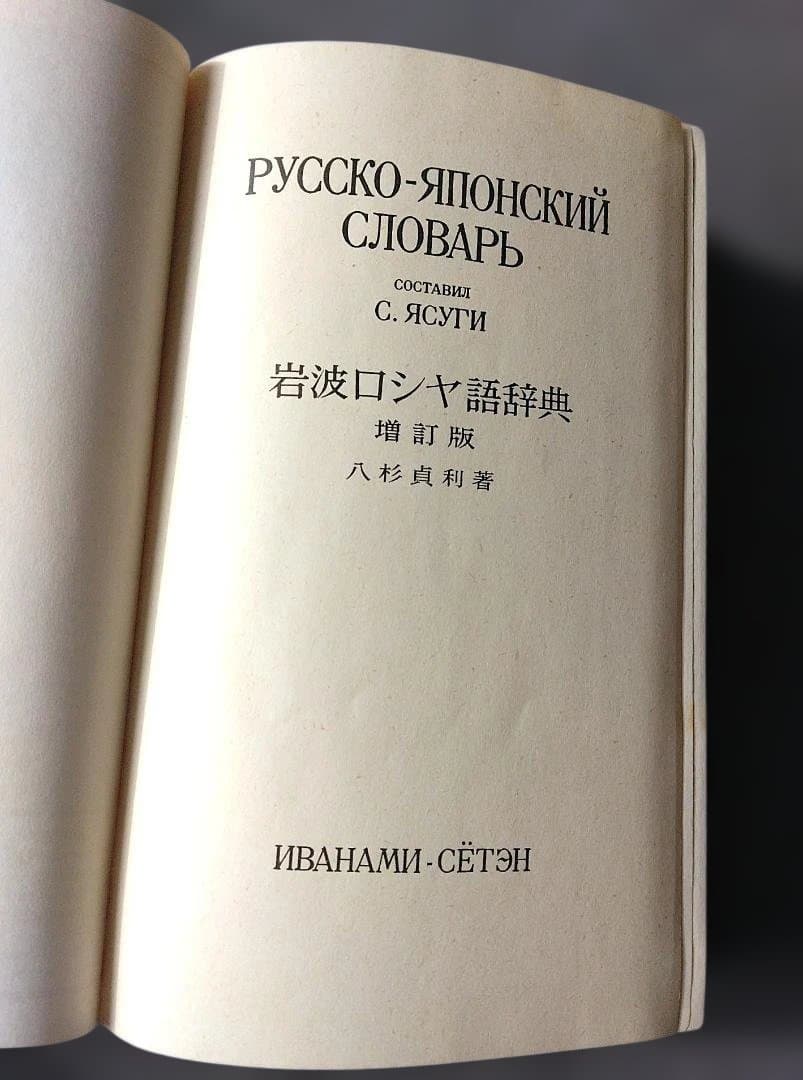 РУССКО-ЯПОНСКИЙ
СЛОВАРЬ
СОСТАВИЛ
С. ЯСУГИ
岩波ロシヤ語辞典
増訂版
八杉貞利著
ИВАНАМИ-СЁТЭН